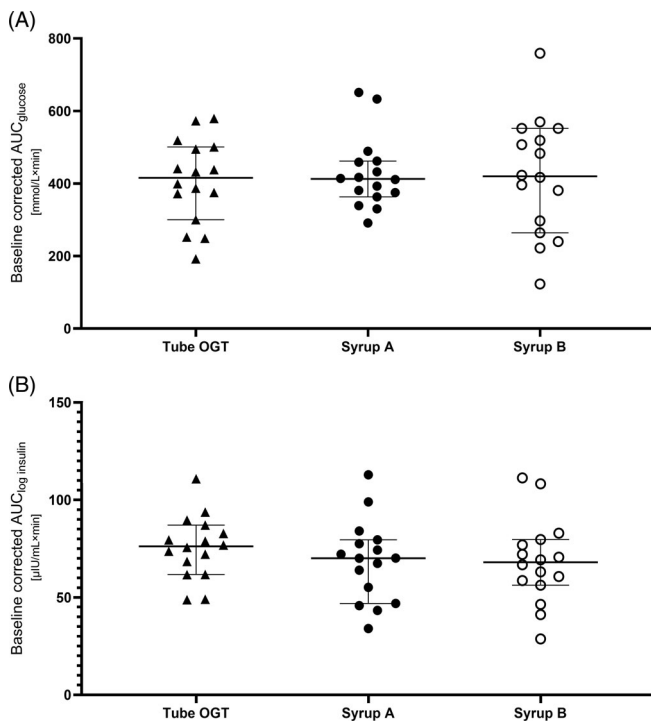 (A)
Baseline corrected AUCglucose
[mmol/L×min]
800
600
400
200
0
Tube OGT Syrup A Syrup B
(B)
Baseline corrected AUClog insulin
[µIU/mL×min]
150
100
50
0
Tube OGT Syrup A Syrup B